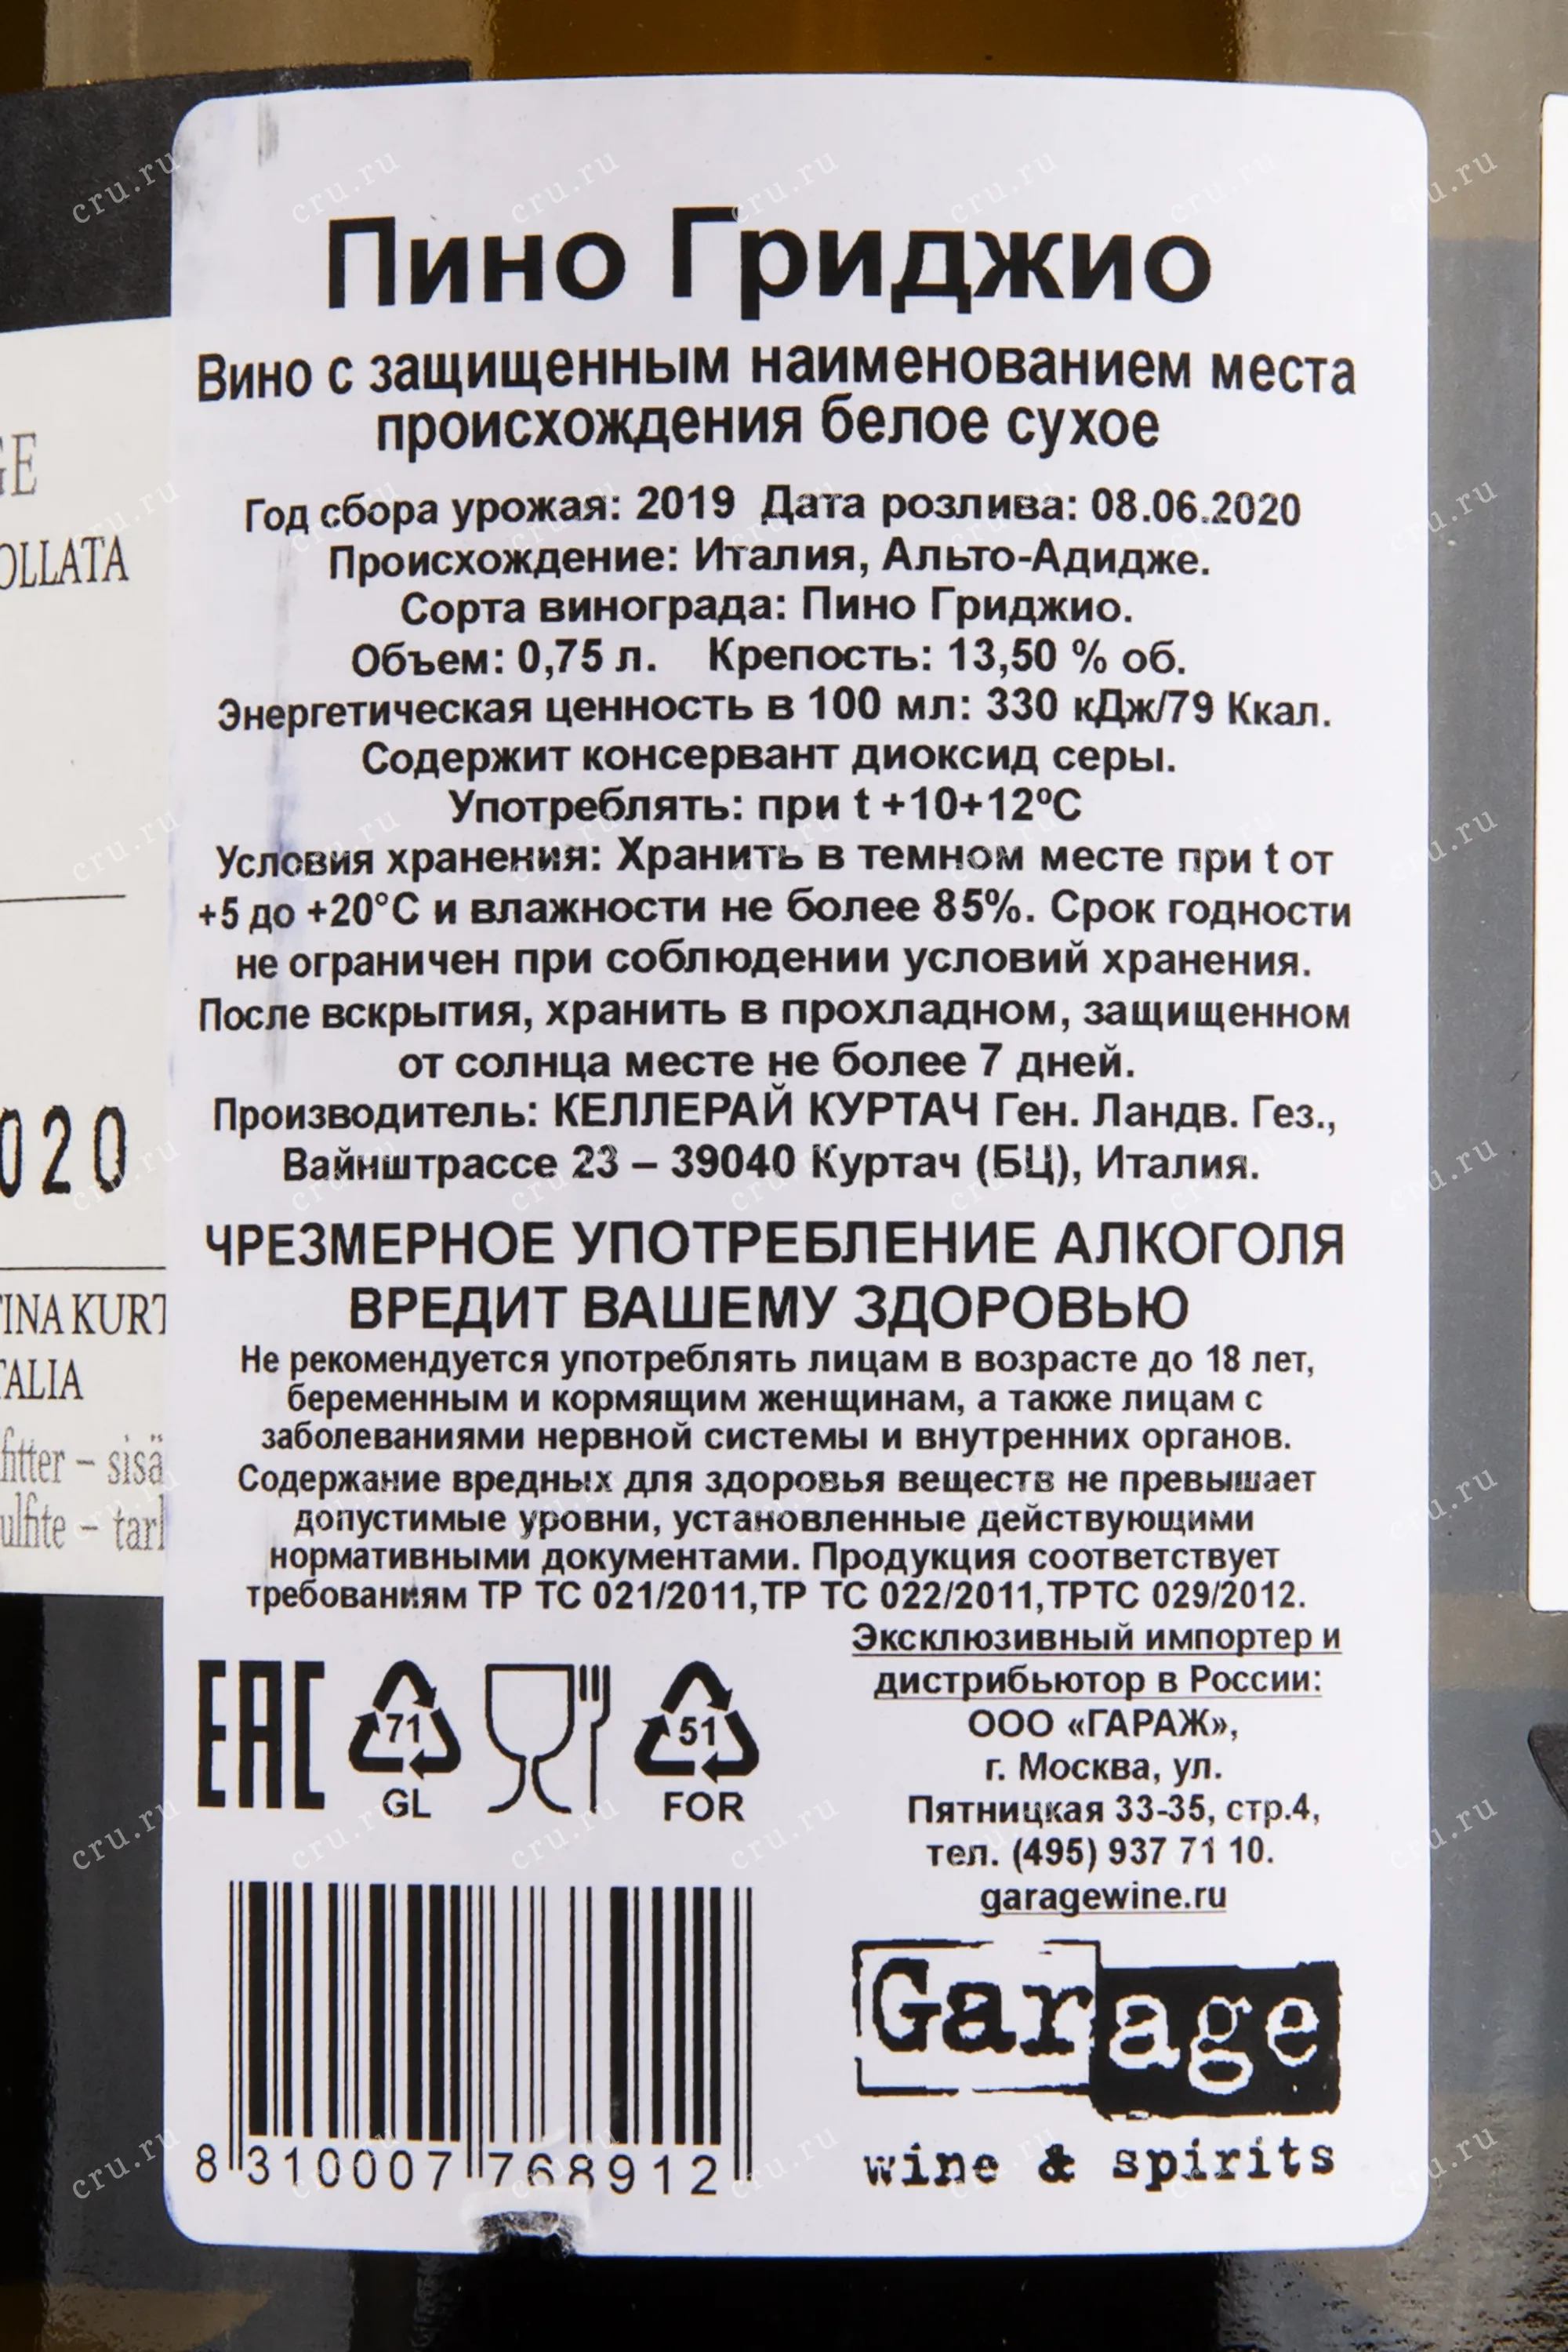 Пино Гриджио
Вино с защищенным наименованием места
происхождения белое сухое
Год сбора урожая: 2019 Дата розлива: 08.06.2020
Происхождение: Италия, Альто-Адидже.
Сорта винограда: Пино Гриджио.
Объем: 0,75 л. Крепость: 13,50 % об.
Энергетическая ценность в 100 мл: 330 кДж/79 Ккал.
Содержит консервант диоксид серы.
Употреблять: при t +10+12ºС
Условия хранения: Хранить в темном месте при t от
+5 до +20°С и влажности не более 85%. Срок годности
не ограничен при соблюдении условий хранения.
После вскрытия, хранить в прохладном, защищенном
от солнца месте не более 7 дней.
Производитель: КЕЛЛЕРАЙ КУРТАЧ Ген. Ландв. Гез.,
Вайнштрассе 23 – 39040 Куртач (БЦ), Италия.
ЧРЕЗМЕРНОЕ УПОТРЕБЛЕНИЕ АЛКОГОЛЯ
ВРЕДИТ ВАШЕМУ ЗДОРОВЬЮ
Не рекомендуется употреблять лицам в возрасте до 18 лет,
беременным и кормящим женщинам, а также лицам с
заболеваниями нервной системы и внутренних органов.
Содержание вредных для здоровья веществ не превышает
допустимые уровни, установленные действующими
нормативными документами. Продукция соответствует
требованиям ТР ТС 021/2011,ТР ТС 022/2011,ТРТС 029/2012.
Эксклюзивный импортер и
дистрибьютор в России:
ООО «ГАРАЖ»,
г. Москва, ул.
Пятницкая 33-35, стр.4,
тел. (495) 937 71 10.
garagewine.ru
EAC
71
GL
51
FOR
8 310007 768912
Garage
wine & spirits
GE
OLLATA
020
TINA KURT
TALIA
fitter – sisä
ulfite – tarl
cru.ru